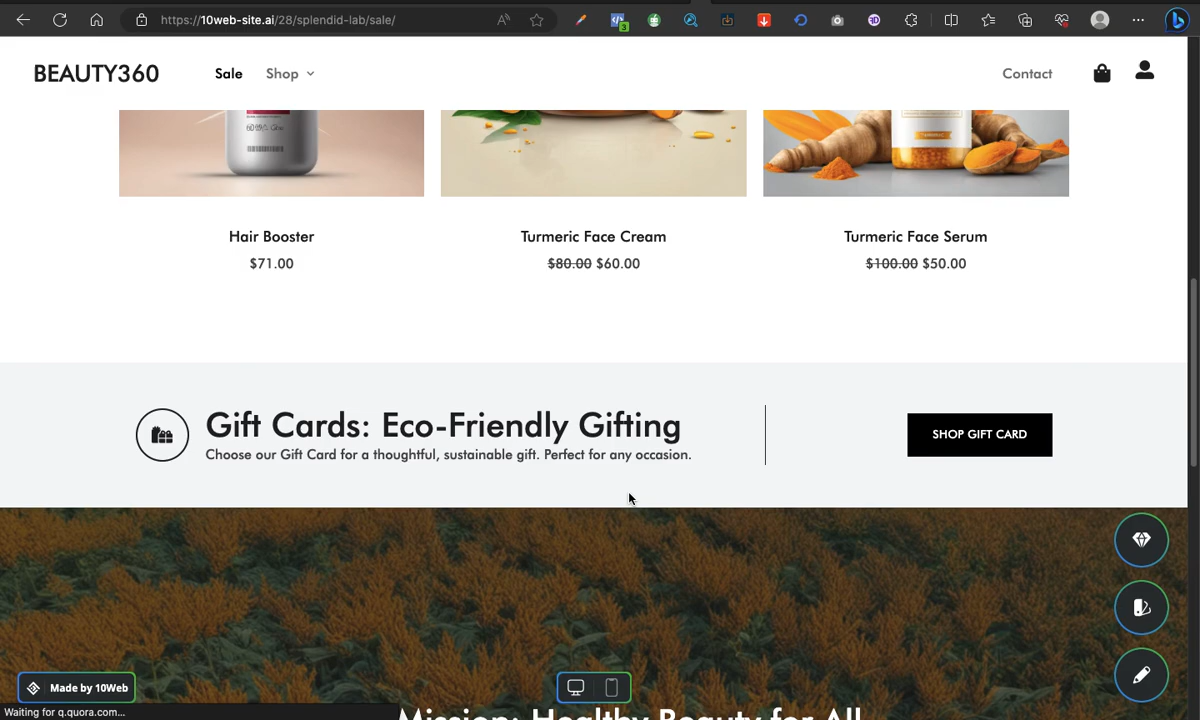 https://10web-site.ai/28/splendid-lab/sale/
3
BEAUTY360
Sale
Shop
Contact
TURMERIC
Hair Booster
Turmeric Face Cream
Turmeric Face Serum
$71.00
$80.00 $60.00
$100.00 $50.00
Gift Cards: Eco-Friendly Gifting
Choose our Gift Card for a thoughtful, sustainable gift. Perfect for any occasion.
SHOP GIFT CARD
Made by 10Web
Waiting for q.quora.com...
Mission: Healthy Beauty for All